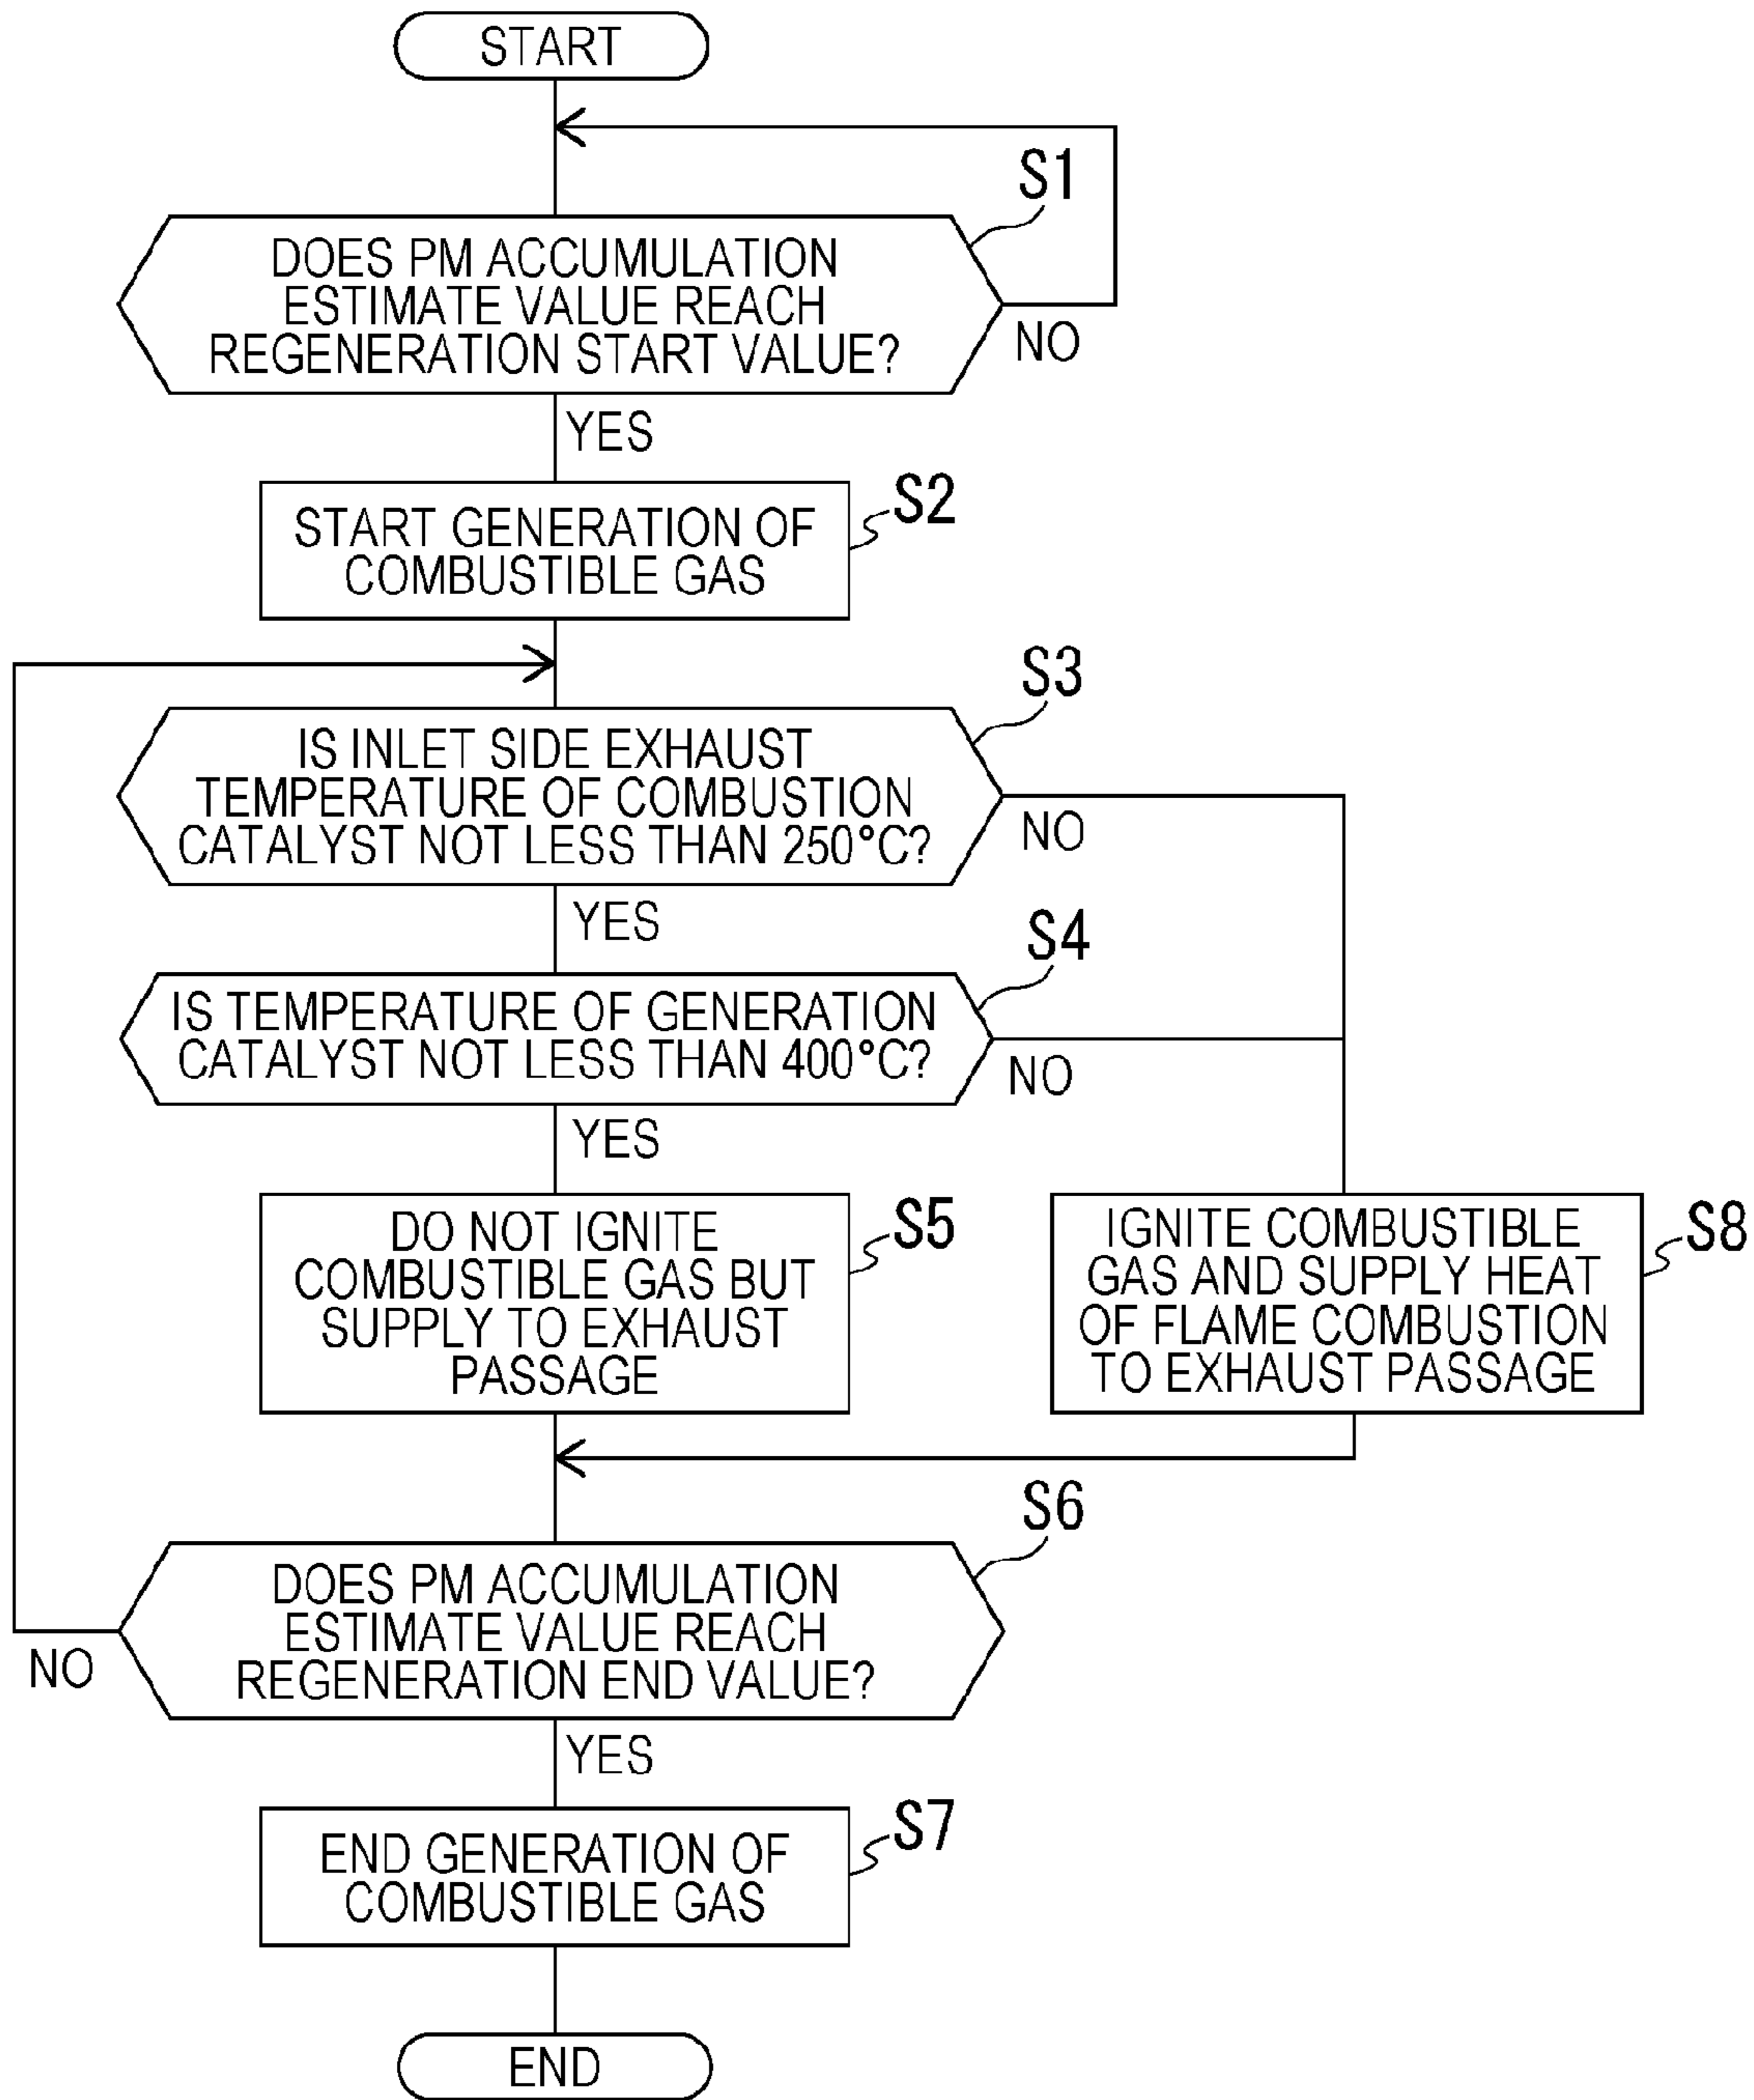 START
S1
DOES PM ACCUMULATION
ESTIMATE VALUE REACH
REGENERATION START VALUE?
NO
YES
S2
START GENERATION OF
COMBUSTIBLE GAS
S3
IS INLET SIDE EXHAUST
TEMPERATURE OF COMBUSTION
CATALYST NOT LESS THAN 250°C?
NO
YES
S4
IS TEMPERATURE OF GENERATION
CATALYST NOT LESS THAN 400°C?
NO
YES
S5
DO NOT IGNITE
COMBUSTIBLE GAS BUT
SUPPLY TO EXHAUST
PASSAGE
S8
IGNITE COMBUSTIBLE
GAS AND SUPPLY HEAT
OF FLAME COMBUSTION
TO EXHAUST PASSAGE
S6
DOES PM ACCUMULATION
ESTIMATE VALUE REACH
REGENERATION END VALUE?
NO
YES
S7
END GENERATION OF
COMBUSTIBLE GAS
END